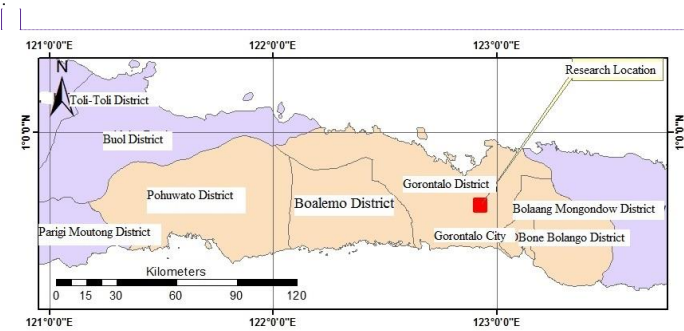 121°0'0"E
122°0'0"E
123°0'0"E
Research Location
N
Toli-Toli District
1°0'0"N
1°0'0"N
Buol District
Gorontalo District
Pohuwato District
Boalemo District
Bolaang Mongondow District
Parigi Moutong District
Gorontalo City
Bone Bolango District
Kilometers
0 15 30 60 90 120
121°0'0"E
122°0'0"E
123°0'0"E